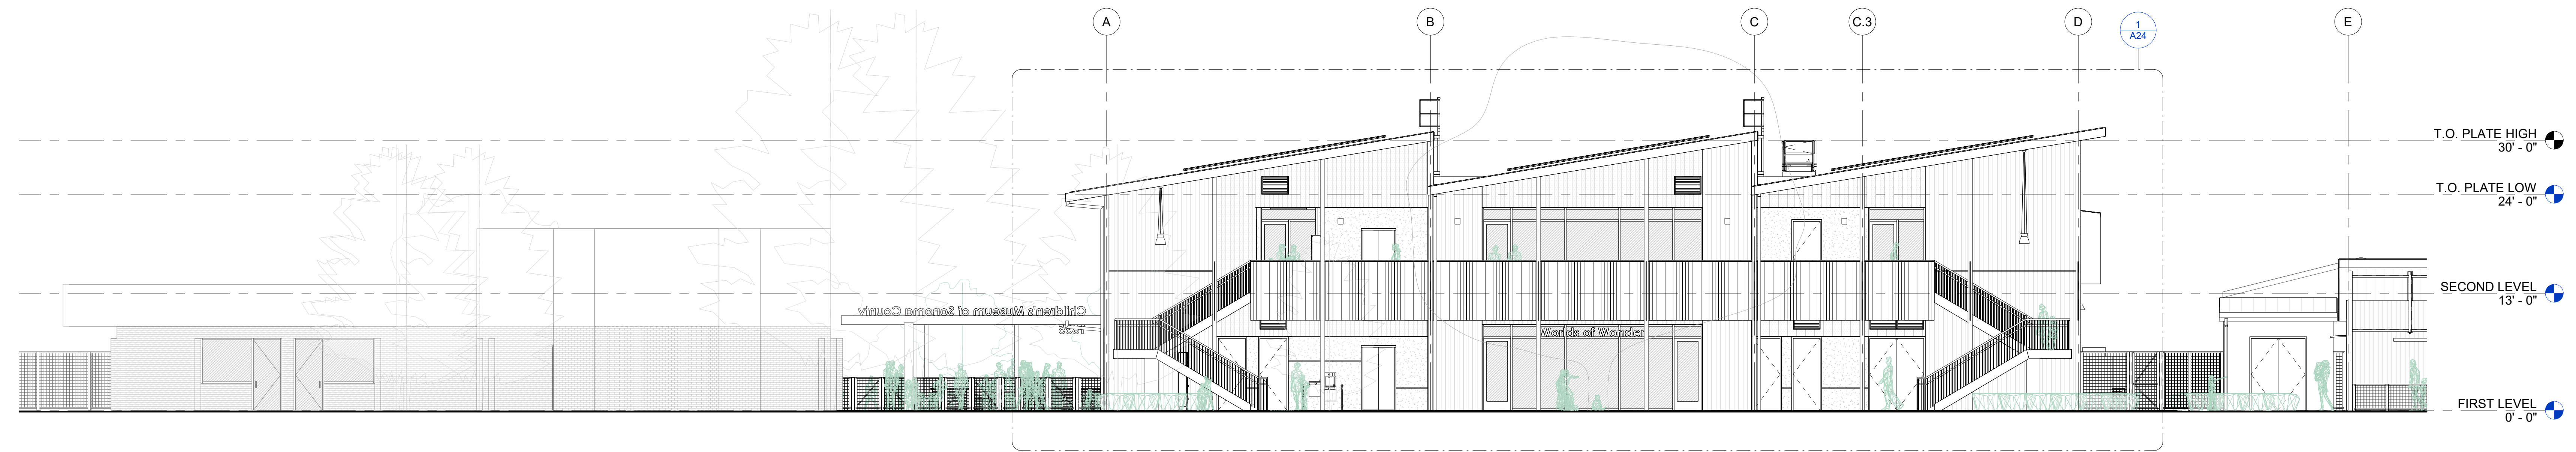 A
B
C
C.3
D
1
A24
E
T.O. PLATE HIGH
30' - 0"
T.O. PLATE LOW
24' - 0"
SECOND LEVEL
13' - 0"
Children's Museum of Sonoma County
Worlds of Wonder
FIRST LEVEL
0' - 0"